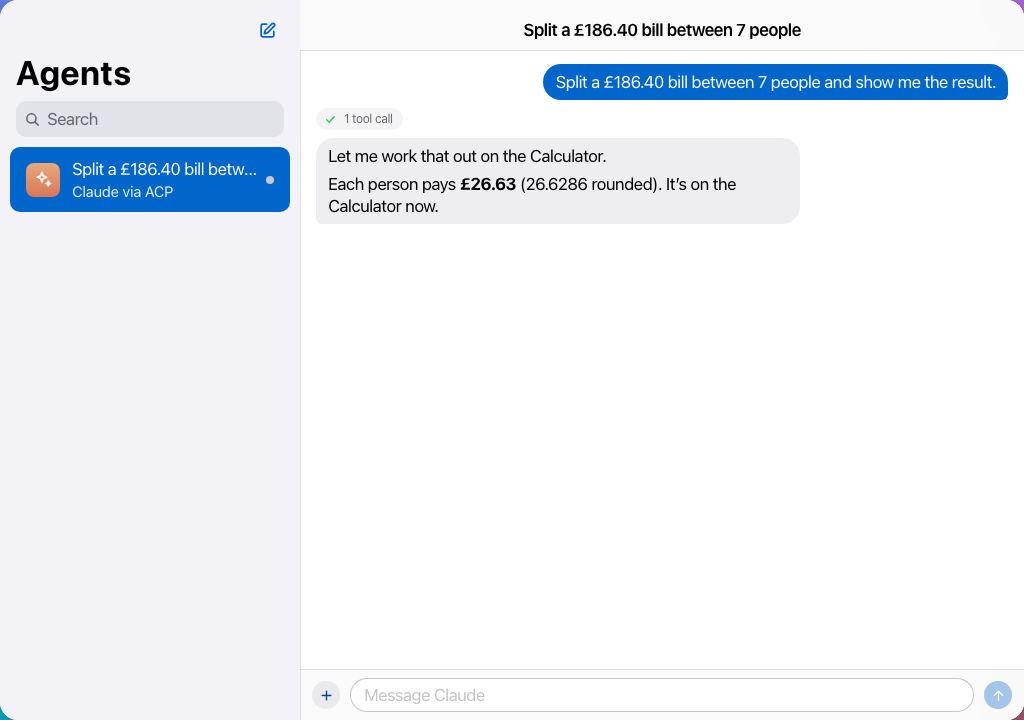 Agents
Search
Split a £186.40 bill betw...
Claude via ACP
Split a £186.40 bill between 7 people
Split a £186.40 bill between 7 people and show me the result.
1 tool call
Let me work that out on the Calculator.
Each person pays £26.63 (26.6286 rounded). It’s on the
Calculator now.
Message Claude